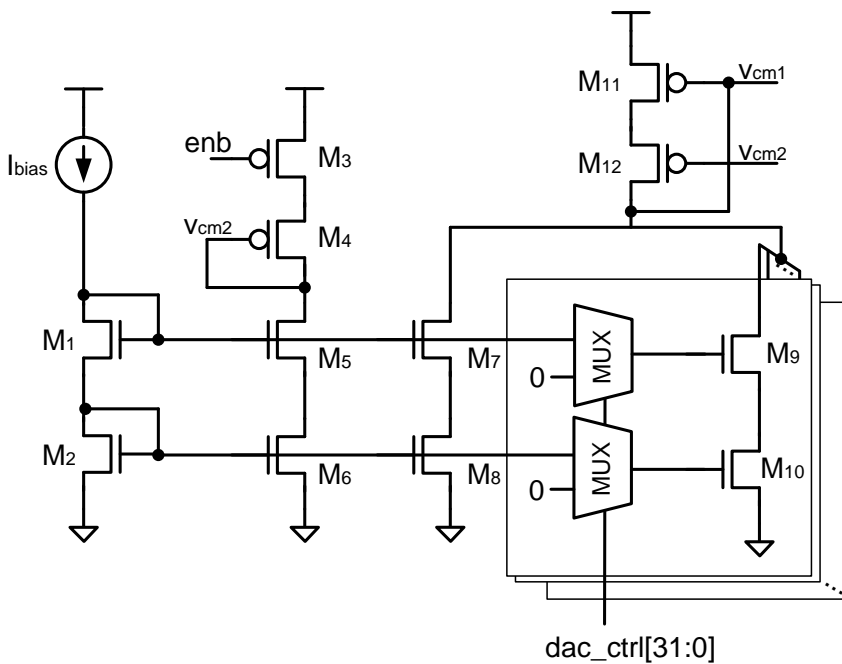 M11
Vcm1
enb
M3
Ibias
M12
Vcm2
Vcm2
M4
M1
M5
M7
MUX
M9
0
M2
M6
M8
MUX
M10
0
dac_ctrl[31:0]